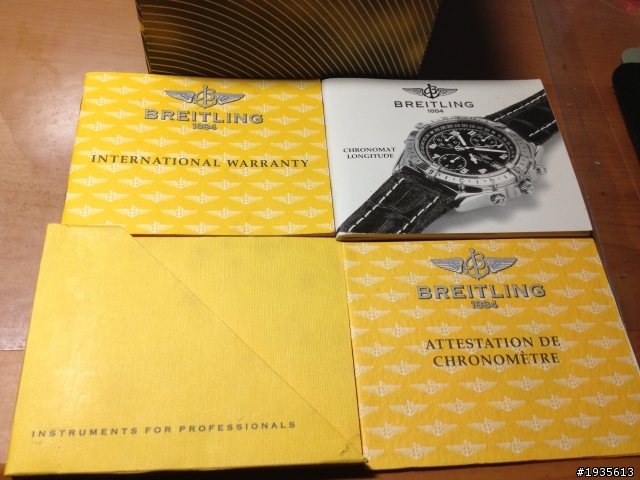 BREITLING
1884
INTERNATIONAL WARRANTY
BREITLING
1884
CHRONOMAT
LONGITUDE
INSTRUMENTS FOR PROFESSIONALS
BREITLING
1884
ATTESTATION DE
CHRONOMÈTRE
#1935613